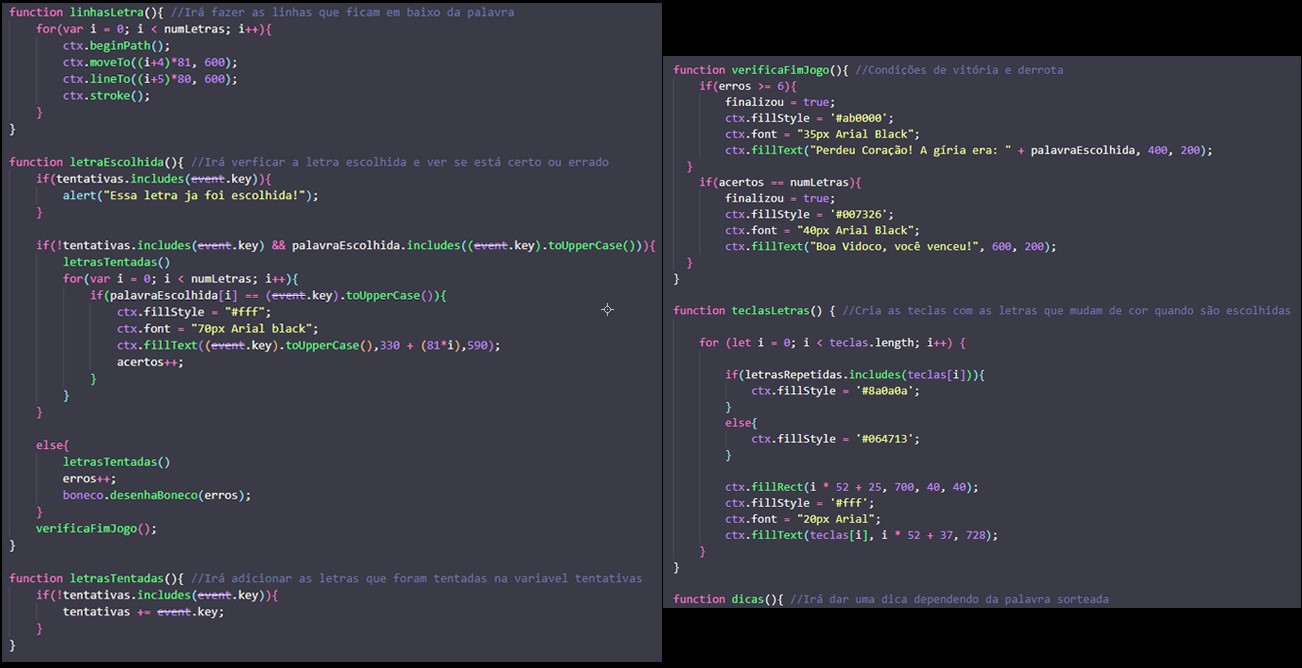 function linhasLetra(){ //Irá fazer as linhas que ficam em baixo da palavra
for(var i = 0; i < numLetras; i++){
ctx.beginPath();
ctx.moveTo((i+4)*81, 600);
ctx.lineTo((i+5)*80, 600);
ctx.stroke();
}
}
function letraEscolhida(){ //Irá verficar a letra escolhida e ver se está certo ou errado
if(tentativas.includes(event.key)){
alert("Essa letra ja foi escolhida!");
}
if(!tentativas.includes(event.key) && palavraEscolhida.includes((event.key).toUpperCase())){
letrasTentadas()
for(var i = 0; i < numLetras; i++){
if(palavraEscolhida[i] == (event.key).toUpperCase()){
ctx.fillStyle = "#fff";
ctx.font = "70px Arial black";
ctx.fillText((event.key).toUpperCase(),330 + (81*i),590);
acertos++;
}
}
}
else{
letrasTentadas()
erros++;
boneco.desenhaBoneco(erros);
}
verificaFimJogo();
}
function letrasTentadas(){ //Irá adicionar as letras que foram tentadas na variavel tentativas
if(!tentativas.includes(event.key)){
tentativas += event.key;
}
}
function verificaFimJogo(){ //Condições de vitória e derrota
if(erros >= 6){
finalizou = true;
ctx.fillStyle = '#ab0000';
ctx.font = "35px Arial Black";
ctx.fillText("Perdeu Coração! A gíria era: " + palavraEscolhida, 400, 200);
}
if(acertos == numLetras){
finalizou = true;
ctx.fillStyle = '#007326';
ctx.font = "40px Arial Black";
ctx.fillText("Boa Vidoco, você venceu!", 600, 200);
}
}
function teclasLetras() { //Cria as teclas com as letras que mudam de cor quando são escolhidas
for (let i = 0; i < teclas.length; i++) {
if(letrasRepetidas.includes(teclas[i])){
ctx.fillStyle = '#8a0a0a';
}
else{
ctx.fillStyle = '#064713';
}
ctx.fillRect(i * 52 + 25, 700, 40, 40);
ctx.fillStyle = '#fff';
ctx.font = "20px Arial";
ctx.fillText(teclas[i], i * 52 + 37, 728);
}
}
function dicas(){ //Irá dar uma dica dependendo da palavra sorteada